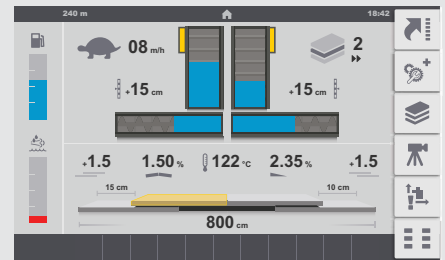 240 m 18:42
08 m/h 2
+15 cm +15 cm
+1.5 1.50 % 122 °C 2.35 % +1.5
15 cm 10 cm
800 cm